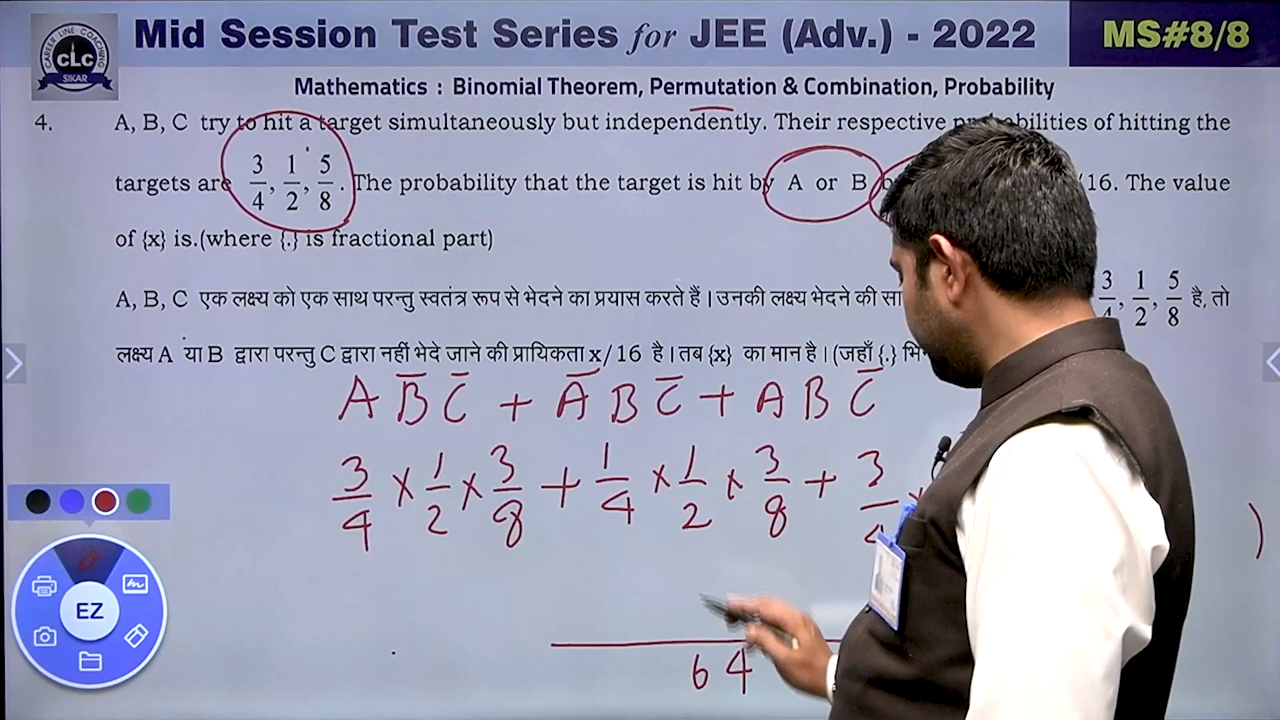 CAREER LINE COACHING
CLC
SIKAR
Mid Session Test Series for JEE (Adv.) - 2022
MS#8/8
Mathematics : Binomial Theorem, Permutation & Combination, Probability
4. A, B, C try to hit a target simultaneously but independently. Their respective probabilities of hitting the
targets are 3/4, 1/2, 5/8. The probability that the target is hit by A or B /16. The value
of {x} is.(where {.} is fractional part)
A, B, C एक लक्ष्य को एक साथ परन्तु स्वतंत्र रूप से भेदने का प्रयास करते हैं। उनकी लक्ष्य भेदने की 3/4, 1/2, 5/8 है, तो
लक्ष्य A या B द्वारा परन्तु C द्वारा नहीं भेदे जाने की प्रायिकता x/16 है। तब {x} का मान है। (जहाँ {.}
A B̅ C̅ + A̅ B C̅ + A B C̅
3/4 × 1/2 × 3/8 + 1/4 × 1/2 × 3/8 + 3/4 )
EZ
64